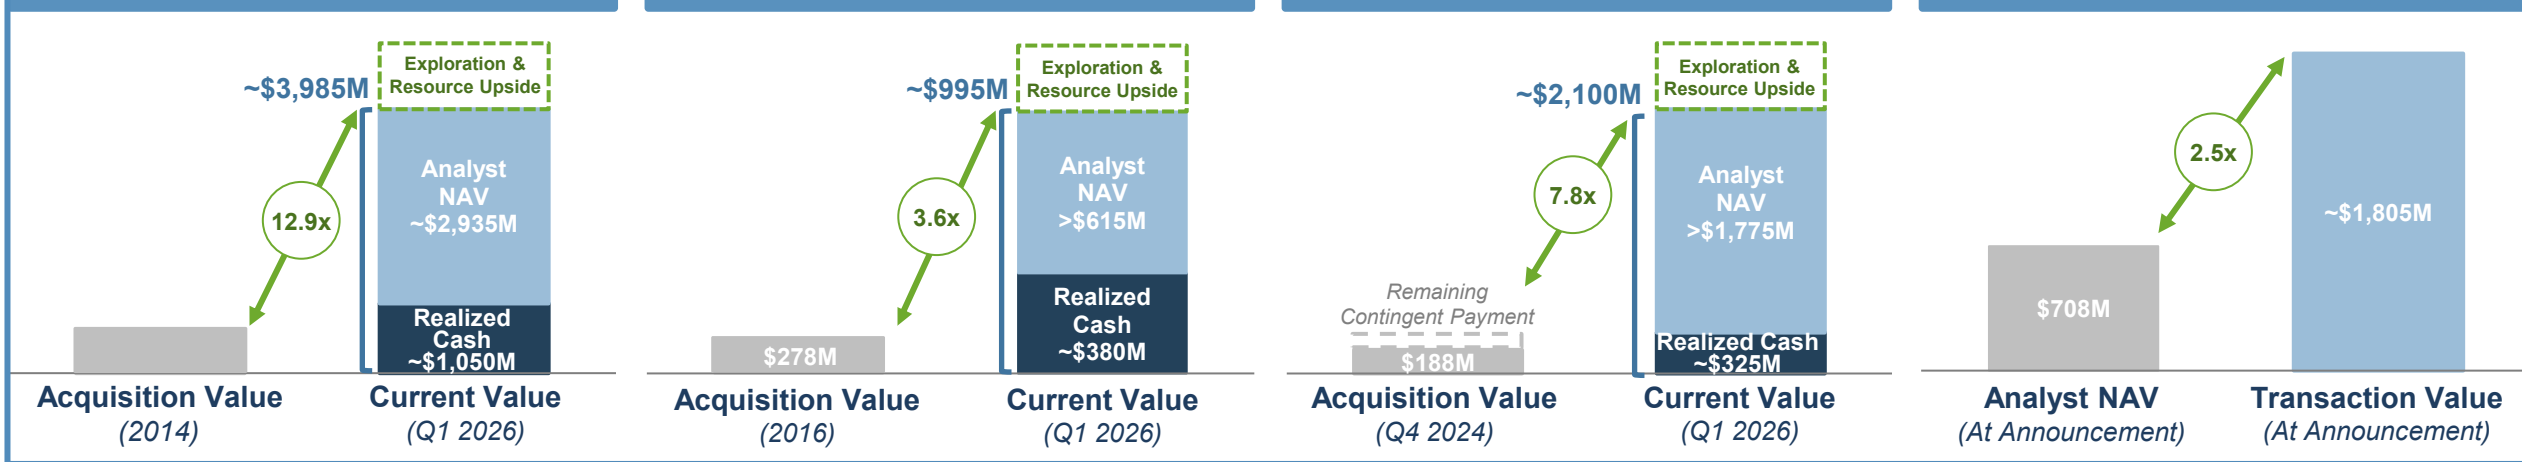 ~$3,985M
Exploration &
Resource Upside
Analyst
NAV
~$2,935M
12.9x
Realized
Cash
~$1,050M
Acquisition Value
(2014)
Current Value
(Q1 2026)
~$995M
Exploration &
Resource Upside
Analyst
NAV
>$615M
3.6x
Realized
Cash
~$380M
$278M
Acquisition Value
(2016)
Current Value
(Q1 2026)
~$2,100M
Exploration &
Resource Upside
Analyst
NAV
>$1,775M
7.8x
Remaining
Contingent Payment
$188M
Realized Cash
~$325M
Acquisition Value
(Q4 2024)
Current Value
(Q1 2026)
2.5x
$708M
~$1,805M
Analyst NAV
(At Announcement)
Transaction Value
(At Announcement)